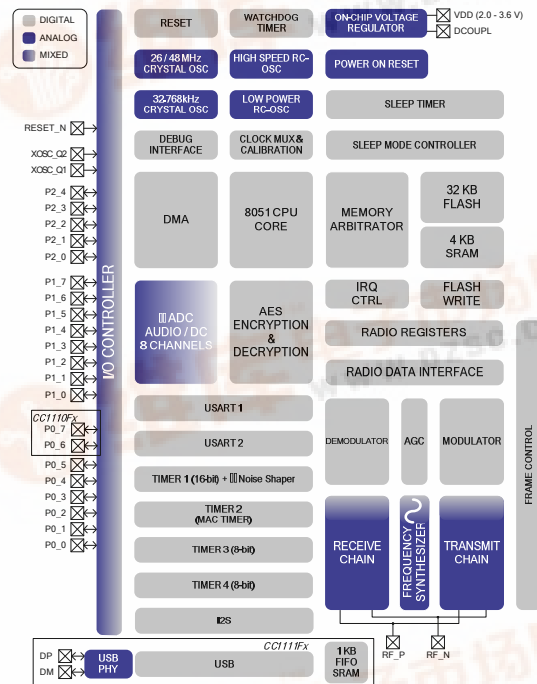 DIGITAL
ANALOG
MIXED
RESET
WATCHDOG
TIMER
ON-CHIP VOLTAGE
REGULATOR
VDD (2.0 - 3.6 V)
DCOUPL
26 / 48 MHz
CRYSTAL OSC
HIGH SPEED RC-
OSC
POWER ON RESET
32.768kHz
CRYSTAL OSC
LOW POWER
RC-OSC
SLEEP TIMER
RESET_N
DEBUG
INTERFACE
CLOCK MUX &
CALIBRATION
SLEEP MODE CONTROLLER
XOSC_Q2
XOSC_Q1
P2_4
P2_3
P2_2
P2_1
P2_0
DMA
8051 CPU
CORE
MEMORY
ARBITRATOR
32 KB
FLASH
4 KB
SRAM
I/O CONTROLLER
P1_7
P1_6
P1_5
P1_4
P1_3
P1_2
P1_1
P1_0
ADC
AUDIO / DC
8 CHANNELS
AES
ENCRYPTION
&
DECRYPTION
IRQ
CTRL
FLASH
WRITE
RADIO REGISTERS
RADIO DATA INTERFACE
CC1110Fx
P0_7
P0_6
P0_5
P0_4
P0_3
P0_2
P0_1
P0_0
USART 1
USART 2
TIMER 1 (16-bit) + Noise Shaper
TIMER 2
(MAC TIMER)
TIMER 3 (8-bit)
TIMER 4 (8-bit)
I2S
DEMODULATOR
AGC
MODULATOR
FRAME CONTROL
RECEIVE
CHAIN
FREQUENCY
SYNTHESIZER
TRANSMIT
CHAIN
RF_P
RF_N
CC1111Fx
DP
DM
USB
PHY
USB
1 KB
FIFO
SRAM